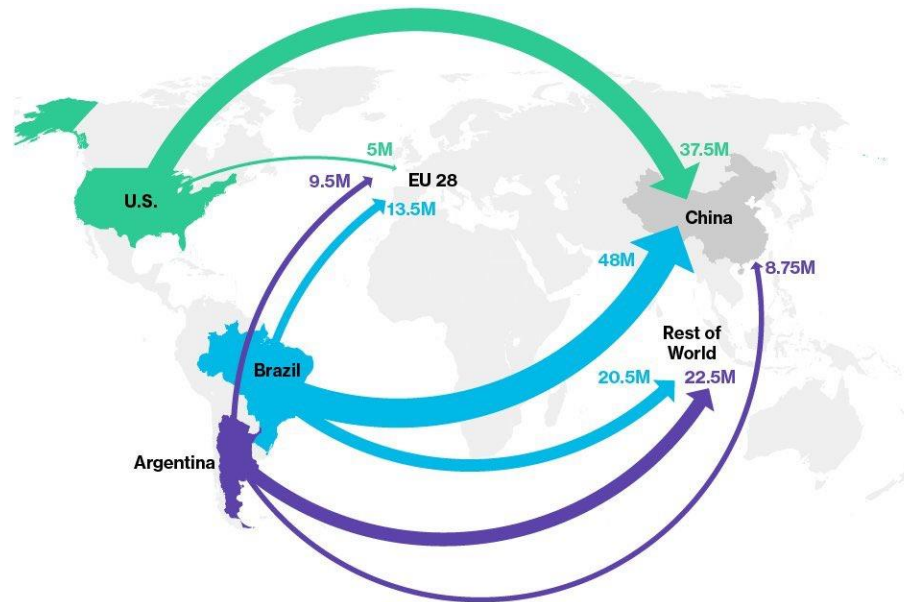 5M
37.5M
9.5M
EU 28
U.S.
13.5M
China
48M
8.75M
Rest of
World
Brazil
20.5M
22.5M
Argentina